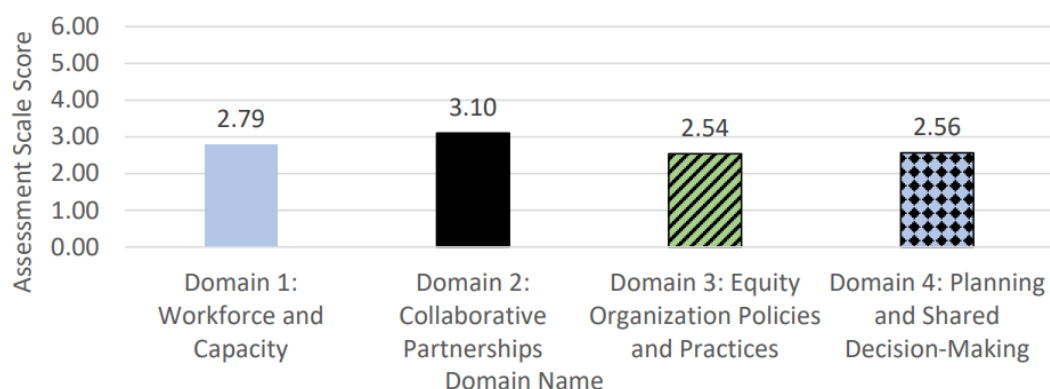 Assessment Scale Score
6.00
5.00
4.00
3.00
2.00
1.00
0.00
2.79
3.10
2.54
2.56
Domain 1:
Workforce and
Capacity
Domain 2:
Collaborative
Partnerships
Domain 3: Equity
Organization Policies
and Practices
Domain 4: Planning
and Shared
Decision-Making
Domain Name